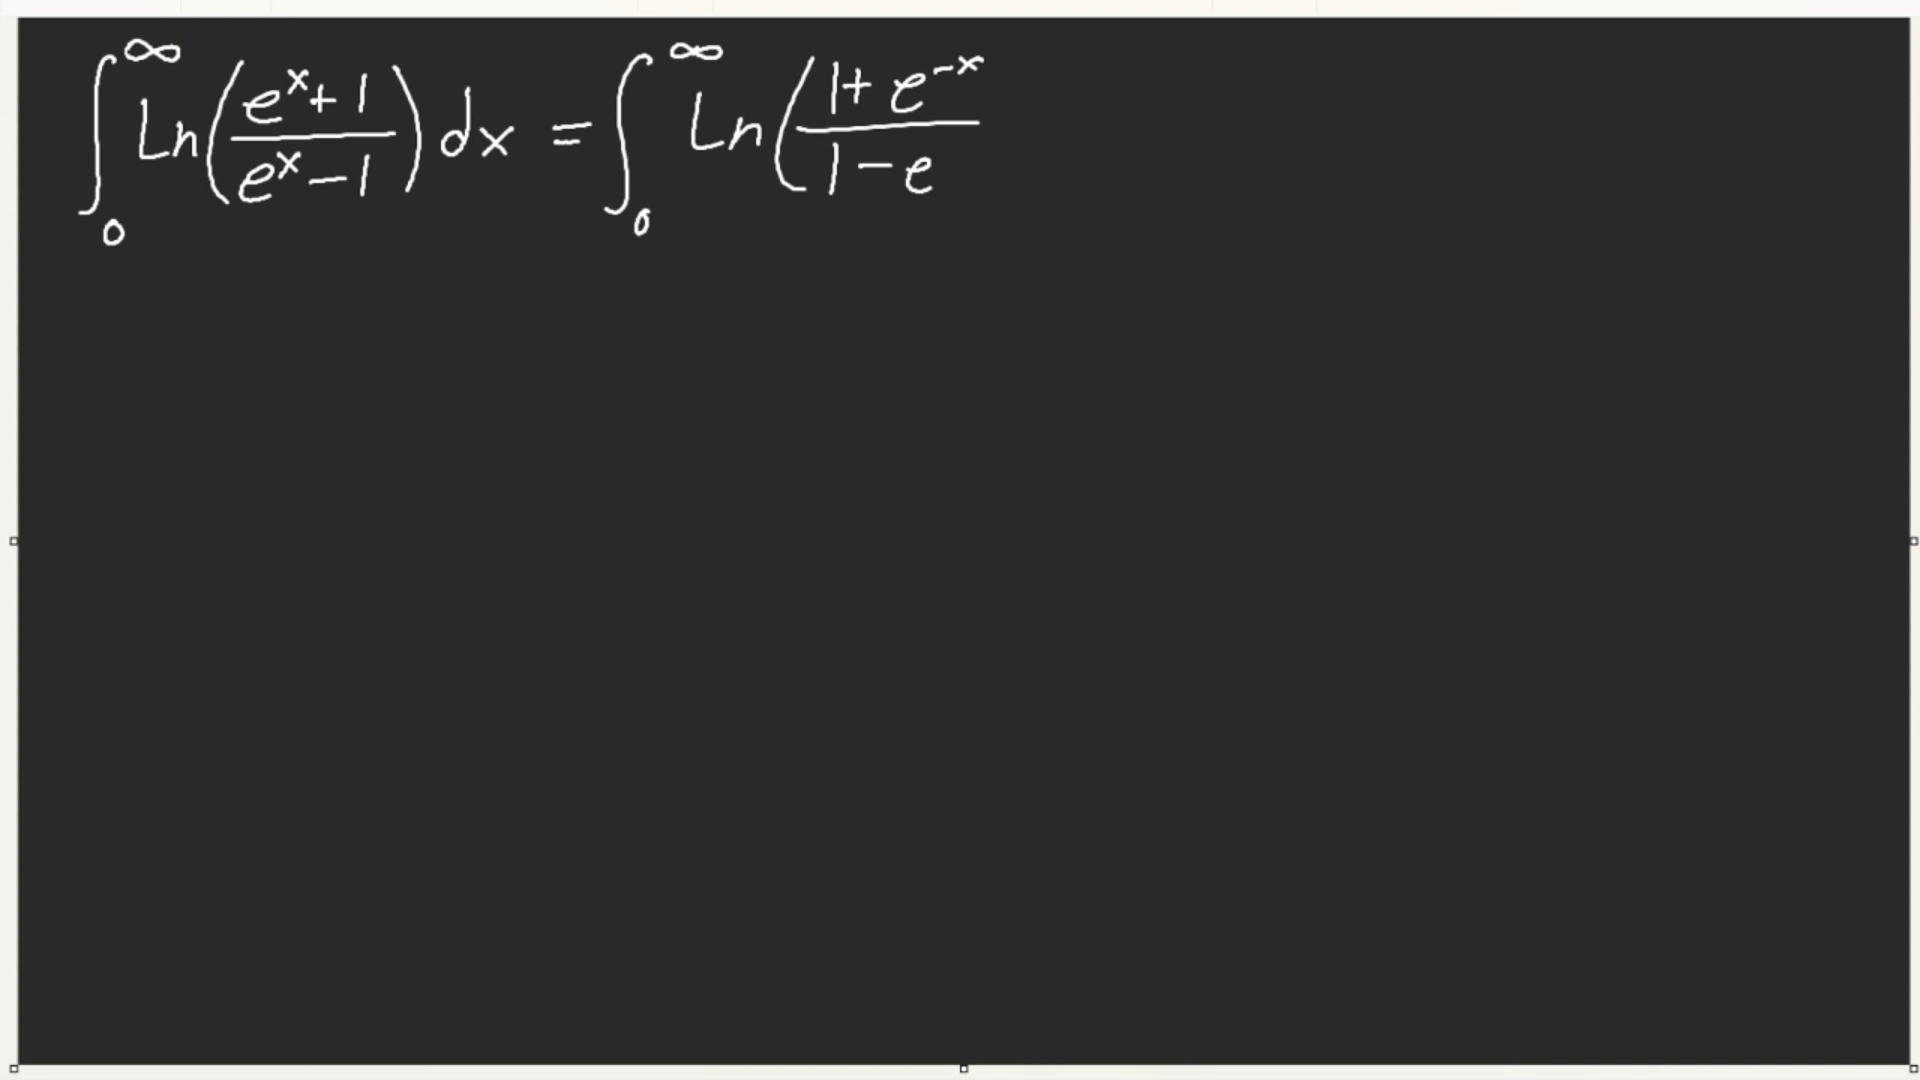 ∫₀^∞ Ln((eˣ+1)/(eˣ−1)) dx = ∫₀^∞ Ln((1+e⁻ˣ)/(1−e